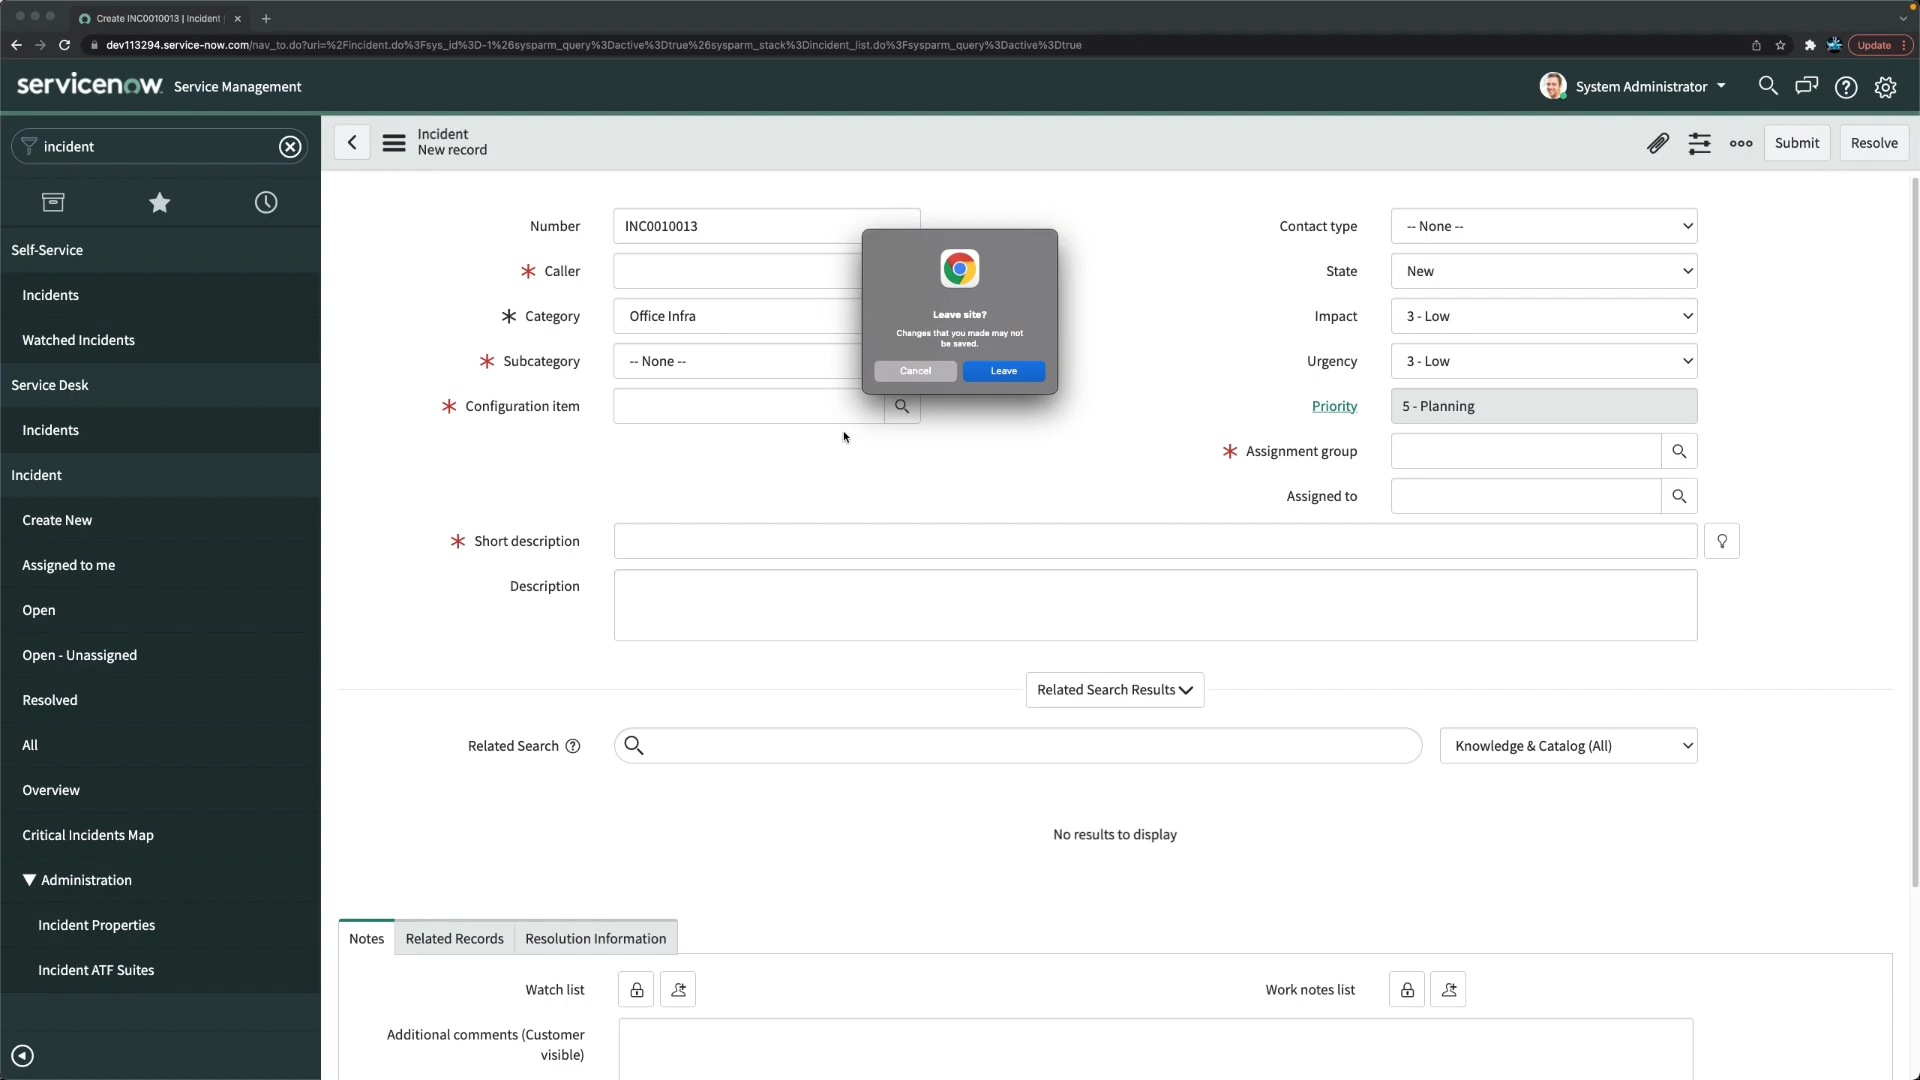 Create INC0010013 | Incident
dev113294.service-now.com/nav_to.do?uri=%2Fincident.do%3Fsys_id%3D-1%26sysparm_query%3Dactive%3Dtrue%26sysparm_stack%3Dincident_list.do%3Fsysparm_query%3Dactive%3Dtrue
Update
servicenow Service Management
System Administrator
incident
Self-Service
Incidents
Watched Incidents
Service Desk
Incidents
Incident
Create New
Assigned to me
Open
Open - Unassigned
Resolved
All
Overview
Critical Incidents Map
Administration
Incident Properties
Incident ATF Suites
Incident
New record
Submit
Resolve
Number
INC0010013
* Caller
* Category
Office Infra
* Subcategory
-- None --
* Configuration item
Contact type
-- None --
State
New
Impact
3 - Low
Urgency
3 - Low
Priority
5 - Planning
* Assignment group
Assigned to
* Short description
Description
Leave site?
Changes that you made may not
be saved.
Cancel
Leave
Related Search Results
Related Search
Knowledge & Catalog (All)
No results to display
Notes
Related Records
Resolution Information
Watch list
Work notes list
Additional comments (Customer
visible)